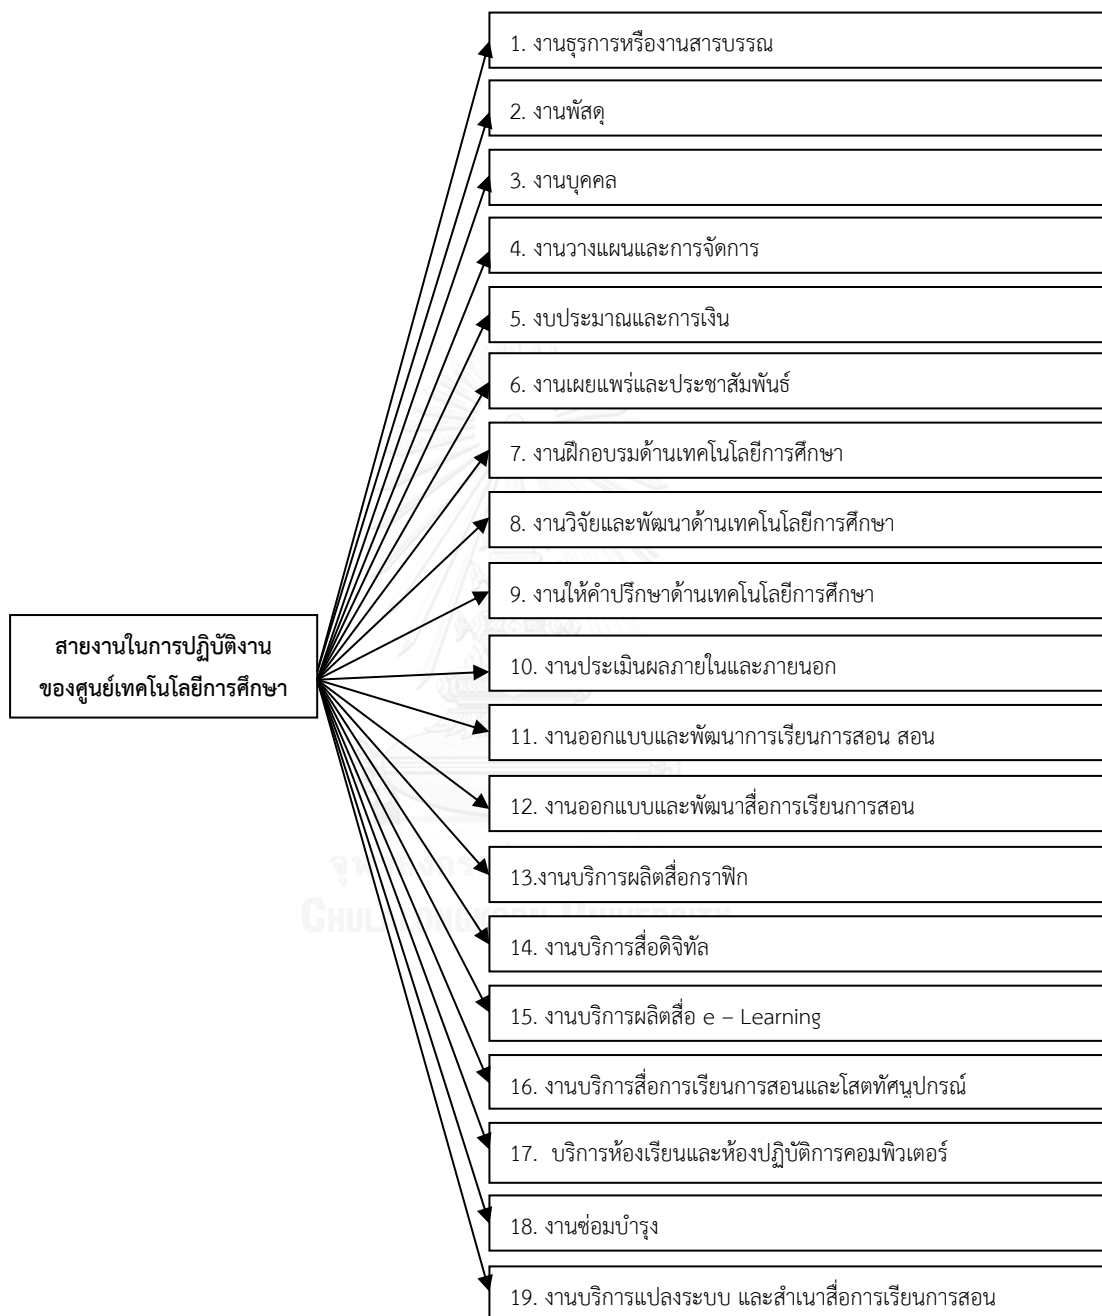 1. งานธุรการหรืองานสารบรรณ
2. งานพัสดุ
3. งานบุคคล
4. งานวางแผนและการจัดการ
5. งบประมาณและการเงิน
6. งานเผยแพร่และประชาสัมพันธ์
7. งานฝึกอบรมด้านเทคโนโลยีการศึกษา
8. งานวิจัยและพัฒนาด้านเทคโนโลยีการศึกษา
9. งานให้คำปรึกษาด้านเทคโนโลยีการศึกษา
สายงานในการปฏิบัติงาน
ของศูนย์เทคโนโลยีการศึกษา
10. งานประเมินผลภายในและภายนอก
11. งานออกแบบและพัฒนาการเรียนการสอน สอน
12. งานออกแบบและพัฒนาสื่อการเรียนการสอน
13.งานบริการผลิตสื่อกราฟิก
CHULALONGKORN UNIVERSITY
14. งานบริการสื่อดิจิทัล
15. งานบริการผลิตสื่อ e – Learning
16. งานบริการสื่อการเรียนการสอนและโสตทัศนูปกรณ์
17. บริการห้องเรียนและห้องปฏิบัติการคอมพิวเตอร์
18. งานซ่อมบำรุง
19. งานบริการแปลงระบบ และสำเนาสื่อการเรียนการสอน